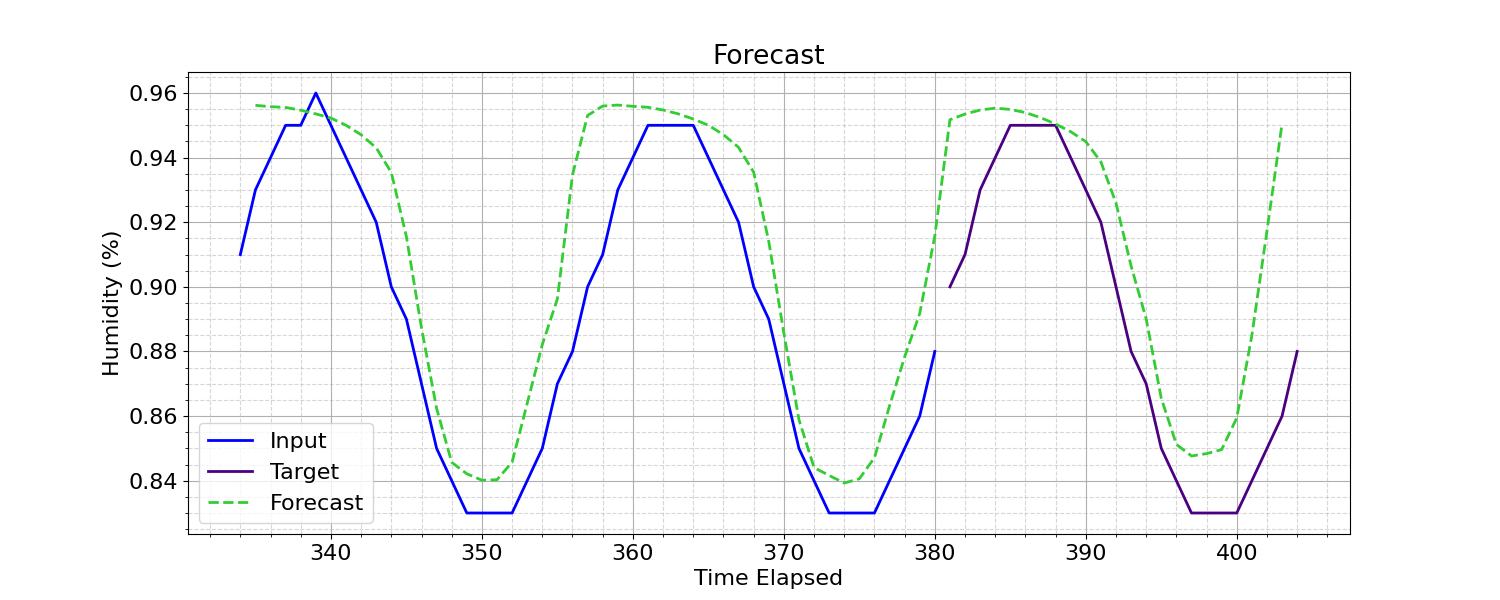 Forecast
Humidity (%)
0.96
0.94
0.92
0.90
0.88
0.86
0.84
Input
Target
Forecast
340 350 360 370 380 390 400
Time Elapsed